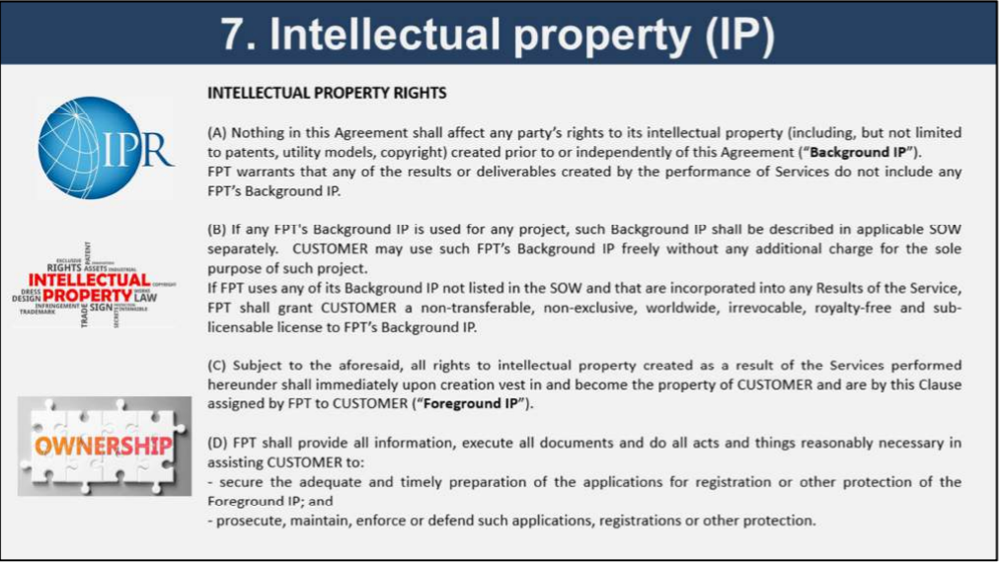 7. Intellectual property (IP)
IPR
INTELLECTUAL PROPERTY RIGHTS
(A) Nothing in this Agreement shall affect any party's rights to its intellectual property (including, but not limited
to patents, utility models, copyright) created prior to or independently of this Agreement ("Background IP").
FPT warrants that any of the results or deliverables created by the performance of Services do not include any
FPT's Background IP.
EXCLUSIVE
PATENT
RIGHTS ASSETS INDUSTRIAL
INTELLECTUAL COPYRIGHT
DRESS
DESIGN PROPERTY LAW
INFRINGEMENT
TRADEMARK
TRADE SIGN INTANGIBLE
SECRETS
(B) If any FPT's Background IP is used for any project, such Background IP shall be described in applicable SOW
separately. CUSTOMER may use such FPT's Background IP freely without any additional charge for the sole
purpose of such project.
If FPT uses any of its Background IP not listed in the SOW and that are incorporated into any Results of the Service,
FPT shall grant CUSTOMER a non-transferable, non-exclusive, worldwide, irrevocable, royalty-free and sub-
licensable license to FPT's Background IP.
(C) Subject to the aforesaid, all rights to intellectual property created as a result of the Services performed
hereunder shall immediately upon creation vest in and become the property of CUSTOMER and are by this Clause
assigned by FPT to CUSTOMER ("Foreground IP").
OWNERSHIP
(D) FPT shall provide all information, execute all documents and do all acts and things reasonably necessary in
assisting CUSTOMER to:
- secure the adequate and timely preparation of the applications for registration or other protection of the
Foreground IP; and
- prosecute, maintain, enforce or defend such applications, registrations or other protection.